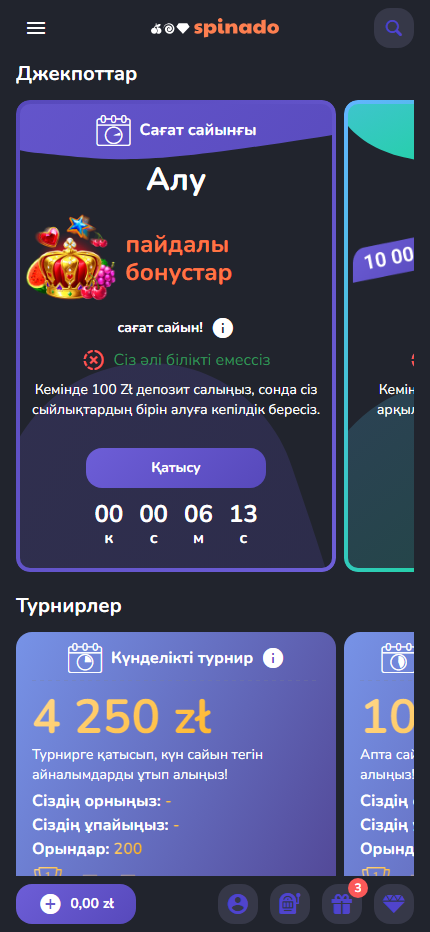 spinado
Джекпоттар
Сағат сайынғы
Алу
пайдалы
бонустар
10 00
сағат сайын!
Сіз әлі білікті емессіз
Кемінде 100 Zł депозит салыңыз, сонда сіз
сыйлықтардың бірін алуға кепілдік бересіз.
Қатысу
00 00 06 13
к с м с
Турнирлер
Күнделікті турнир
4 250 zł
Турнирге қатысып, күн сайын тегін
айналымдарды ұтып алыңыз!
Сіздің орныңыз: -
Сіздің ұпайыңыз: -
Орындар: 200
10
Апта сай
алыңыз!
Сіздің
Сіздің ұ
Орынд
0,00 zł
3